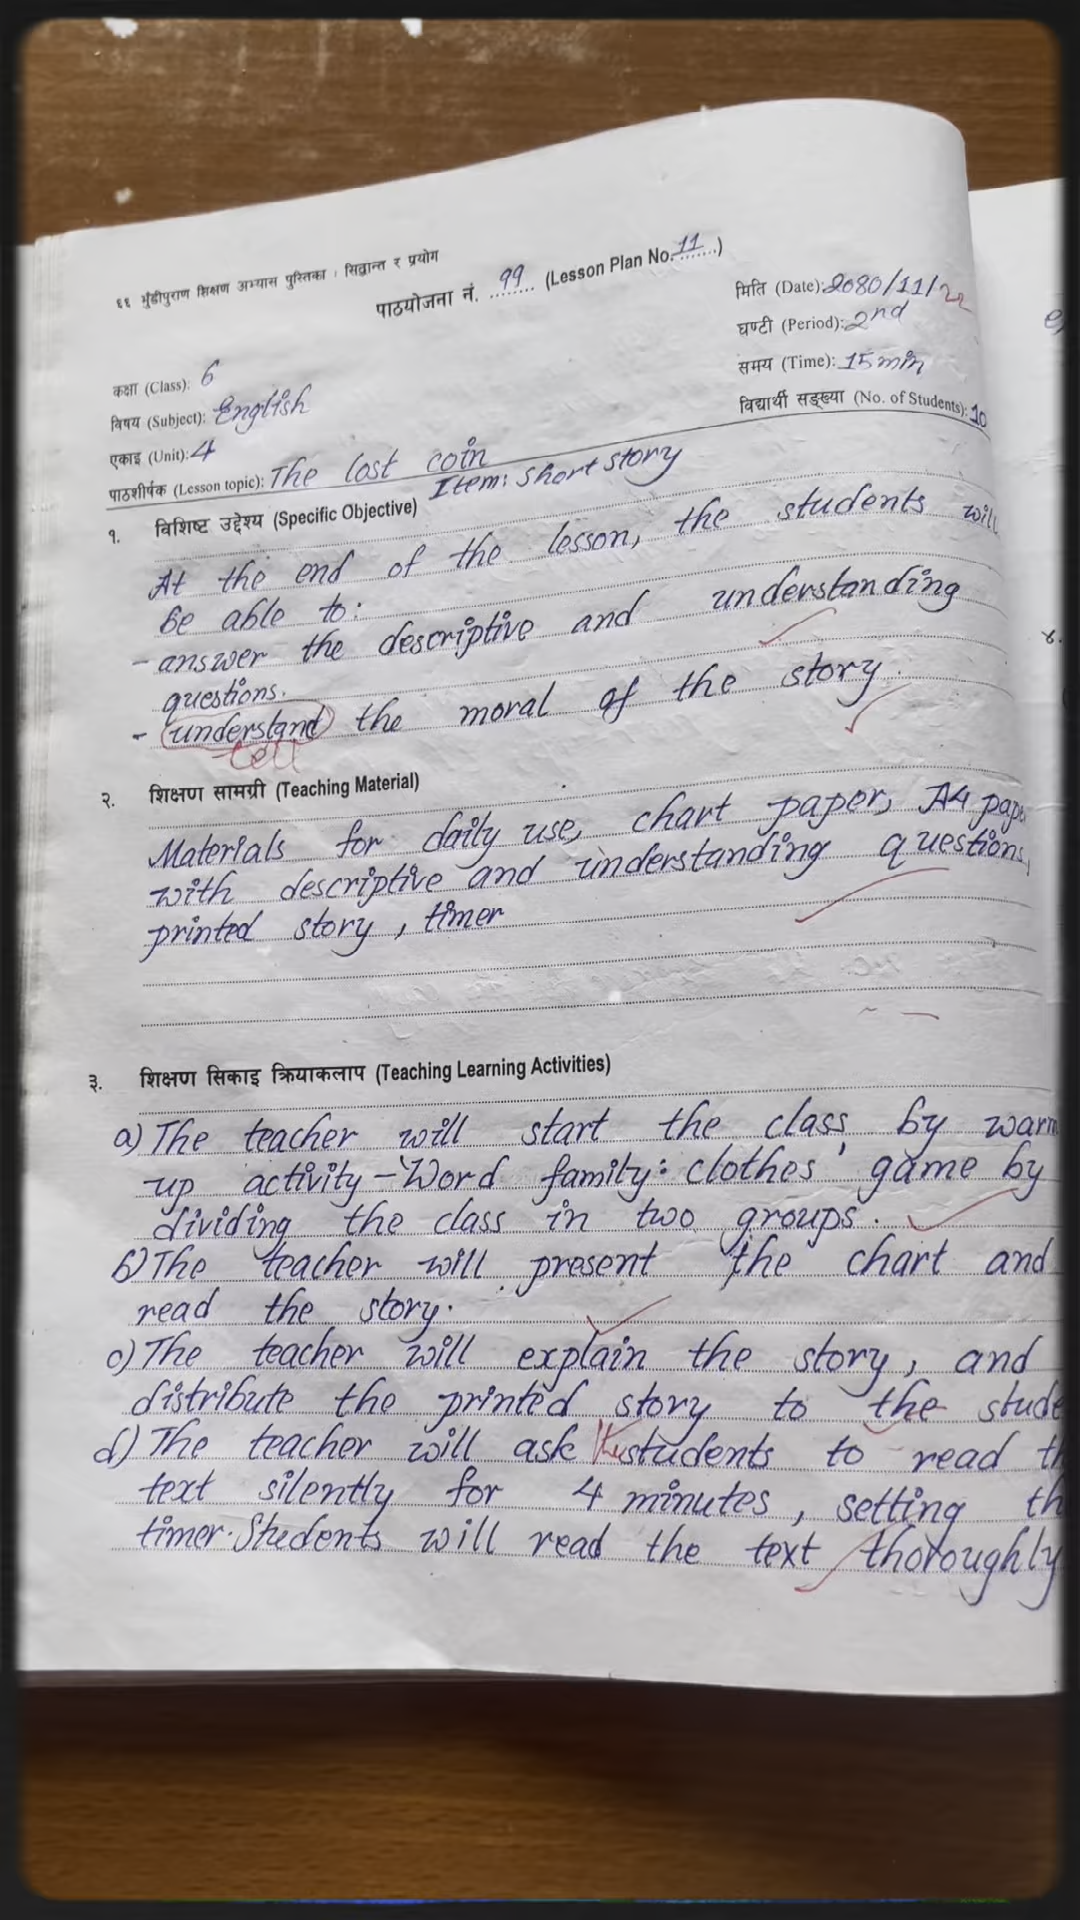 ६६ मुँडीपुराण शिक्षण अभ्यास पुस्तिका : सिद्धान्त र प्रयोग
पाठयोजना नं. 99 (Lesson Plan No. 11)
मिति (Date): 2080/11/22
घण्टी (Period): 2nd
समय (Time): 15 min
विद्यार्थी सङ्ख्या (No. of Students): 10
कक्षा (Class): 6
विषय (Subject): English
एकाइ (Unit): 4
पाठशीर्षक (Lesson topic): The lost coin
Item: short story
१. विशिष्ट उद्देश्य (Specific Objective)
At the end of the lesson, the students will
be able to:
- answer the descriptive and understanding
questions.
- understand the moral of the story.
tell
२. शिक्षण सामग्री (Teaching Material)
Materials for daily use, chart paper, A4 pape
with descriptive and understanding questions,
printed story, timer
३. शिक्षण सिकाइ क्रियाकलाप (Teaching Learning Activities)
a) The teacher will start the class by warm
up activity - 'Word family: clothes' game by
dividing the class in two groups.
b) The teacher will present the chart and
read the story.
c) The teacher will explain the story, and
distribute the printed story to the stude
d) The teacher will ask the students to read th
text silently for 4 minutes, setting th
timer. Students will read the text thoroughly
४.